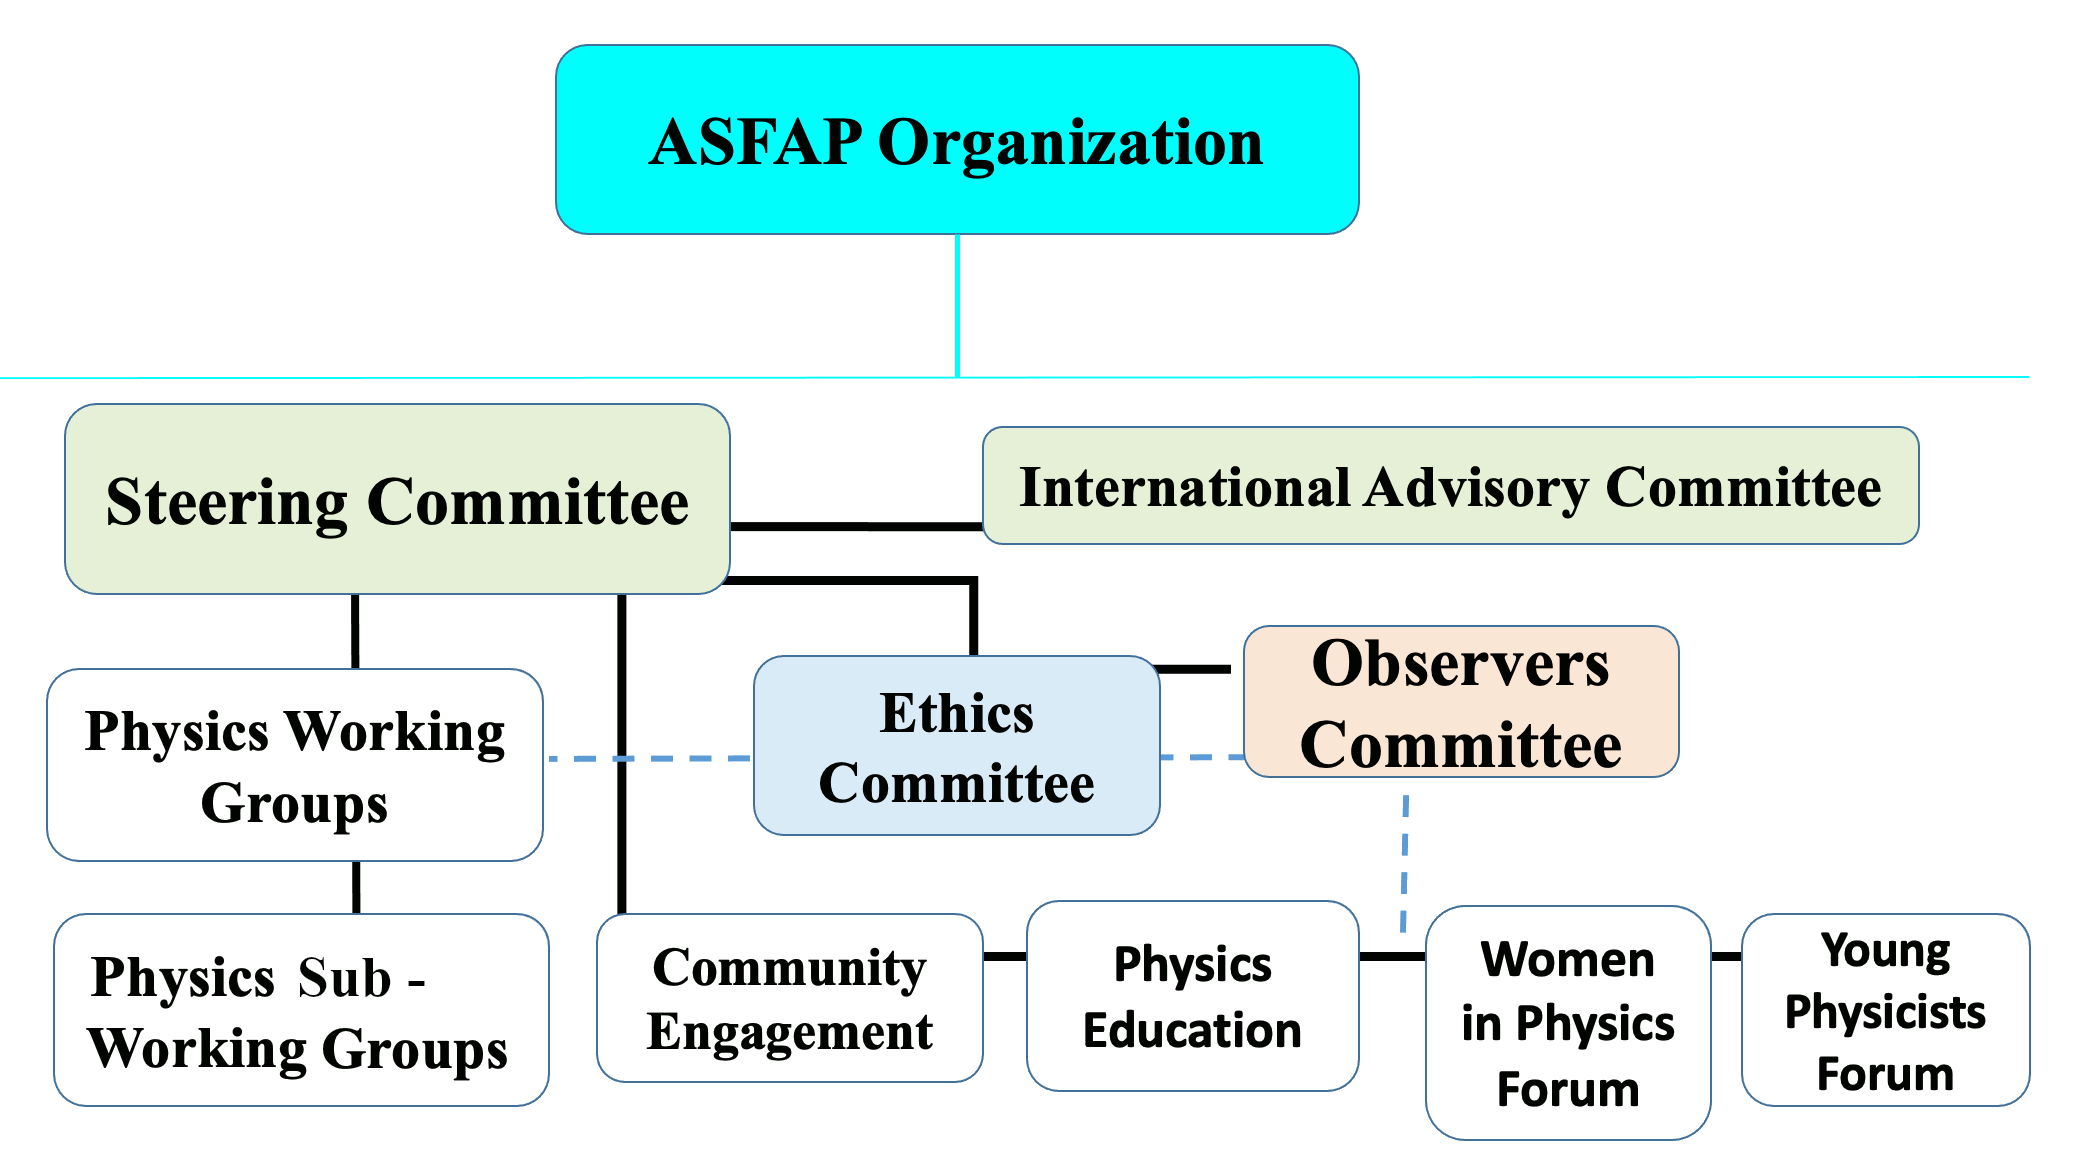 ASFAP Organization
Steering Committee
International Advisory Committee
Physics Working
Groups
Ethics
Committee
Observers
Committee
Physics Sub -
Working Groups
Community
Engagement
Physics
Education
Women
in Physics
Forum
Young
Physicists
Forum